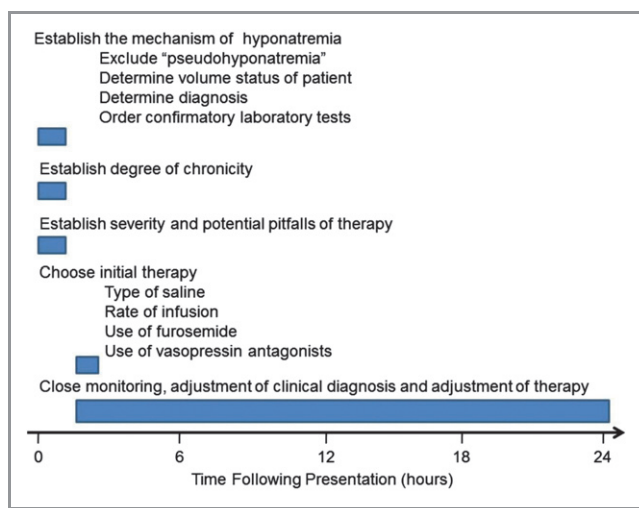 Establish the mechanism of hyponatremia
Exclude “pseudohyponatremia”
Determine volume status of patient
Determine diagnosis
Order confirmatory laboratory tests
Establish degree of chronicity
Establish severity and potential pitfalls of therapy
Choose initial therapy
Type of saline
Rate of infusion
Use of furosemide
Use of vasopressin antagonists
Close monitoring, adjustment of clinical diagnosis and adjustment of therapy
0 6 12 18 24
Time Following Presentation (hours)